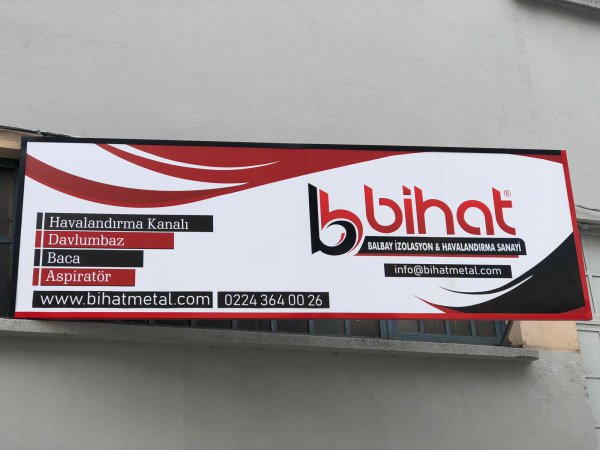 Havalandırma Kanalı
Davlumbaz
Baca
Aspiratör
www.bihatmetal.com 0224 364 00 26
bihat®
BALBAY İZOLASYON & HAVALANDIRMA SANAYİ
info@bihatmetal.com